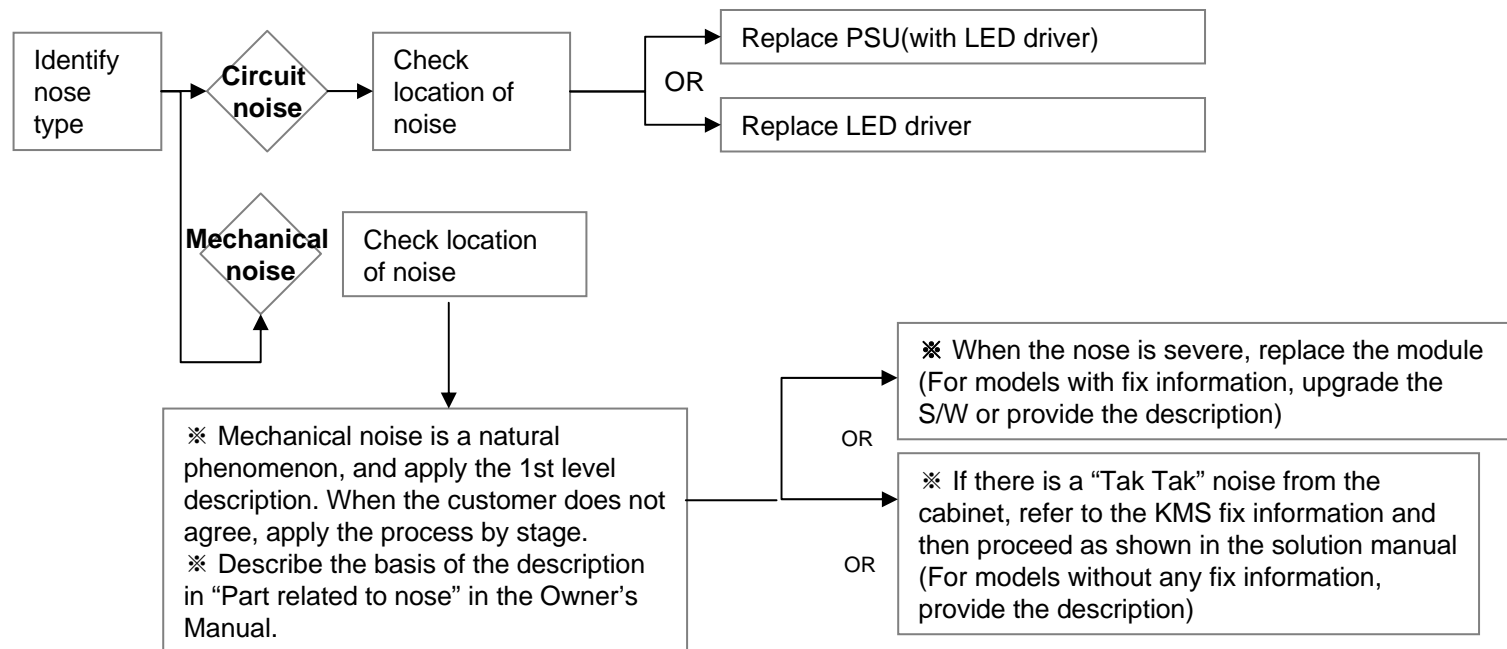 Identify
nose
type
Circuit
noise
Check
location of
noise
Replace PSU(with LED driver)
OR
Replace LED driver
Mechanical
noise
Check location
of noise
※ Mechanical noise is a natural
phenomenon, and apply the 1st level
description. When the customer does not
agree, apply the process by stage.
※ Describe the basis of the description
in “Part related to nose” in the Owner’s
Manual.
OR
※ When the nose is severe, replace the module
(For models with fix information, upgrade the
S/W or provide the description)
OR
※ If there is a “Tak Tak” noise from the
cabinet, refer to the KMS fix information and
then proceed as shown in the solution manual
(For models without any fix information,
provide the description)